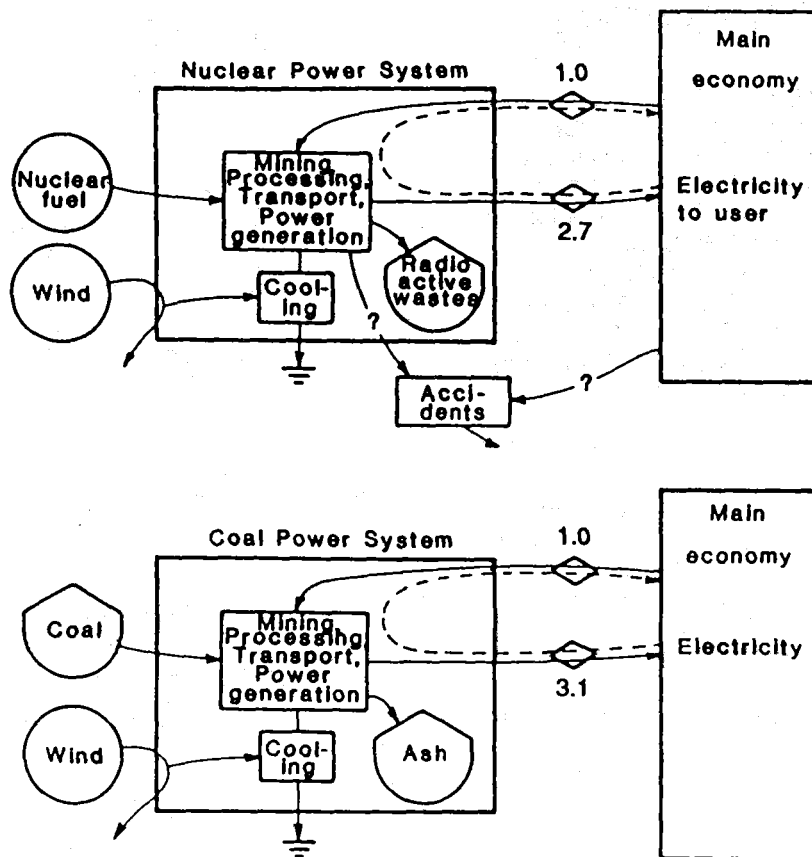 Nuclear Power System
1.0
Main
economy
Nuclear
fuel
Mining,
Processing,
Transport,
Power
generation
Electricity
to user
2.7
Wind
Cool-
ing
Radio
active
wastes
?
?
Acci-
dents
Coal Power System
1.0
Main
economy
Coal
Mining,
Processing,
Transport,
Power
generation
Electricity
3.1
Wind
Cool-
ing
Ash